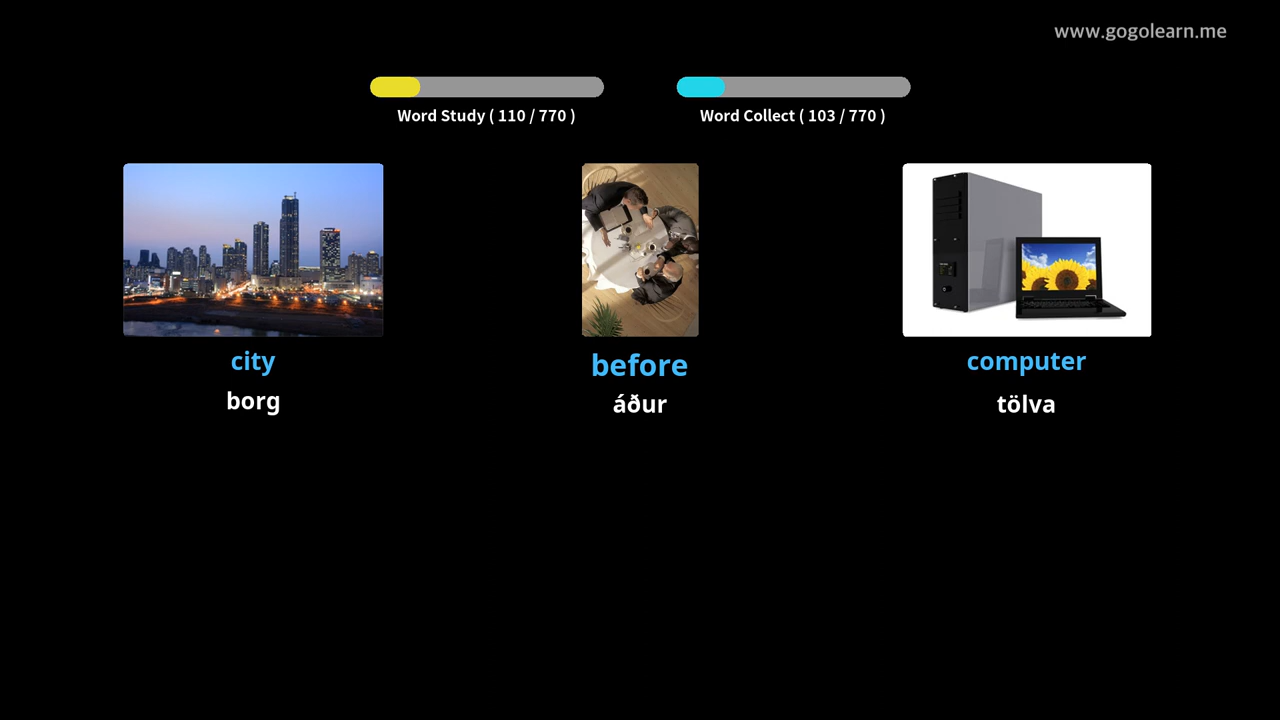 www.gogolearn.me
Word Study ( 110 / 770 )
Word Collect ( 103 / 770 )
city
before
computer
borg
áður
tölva